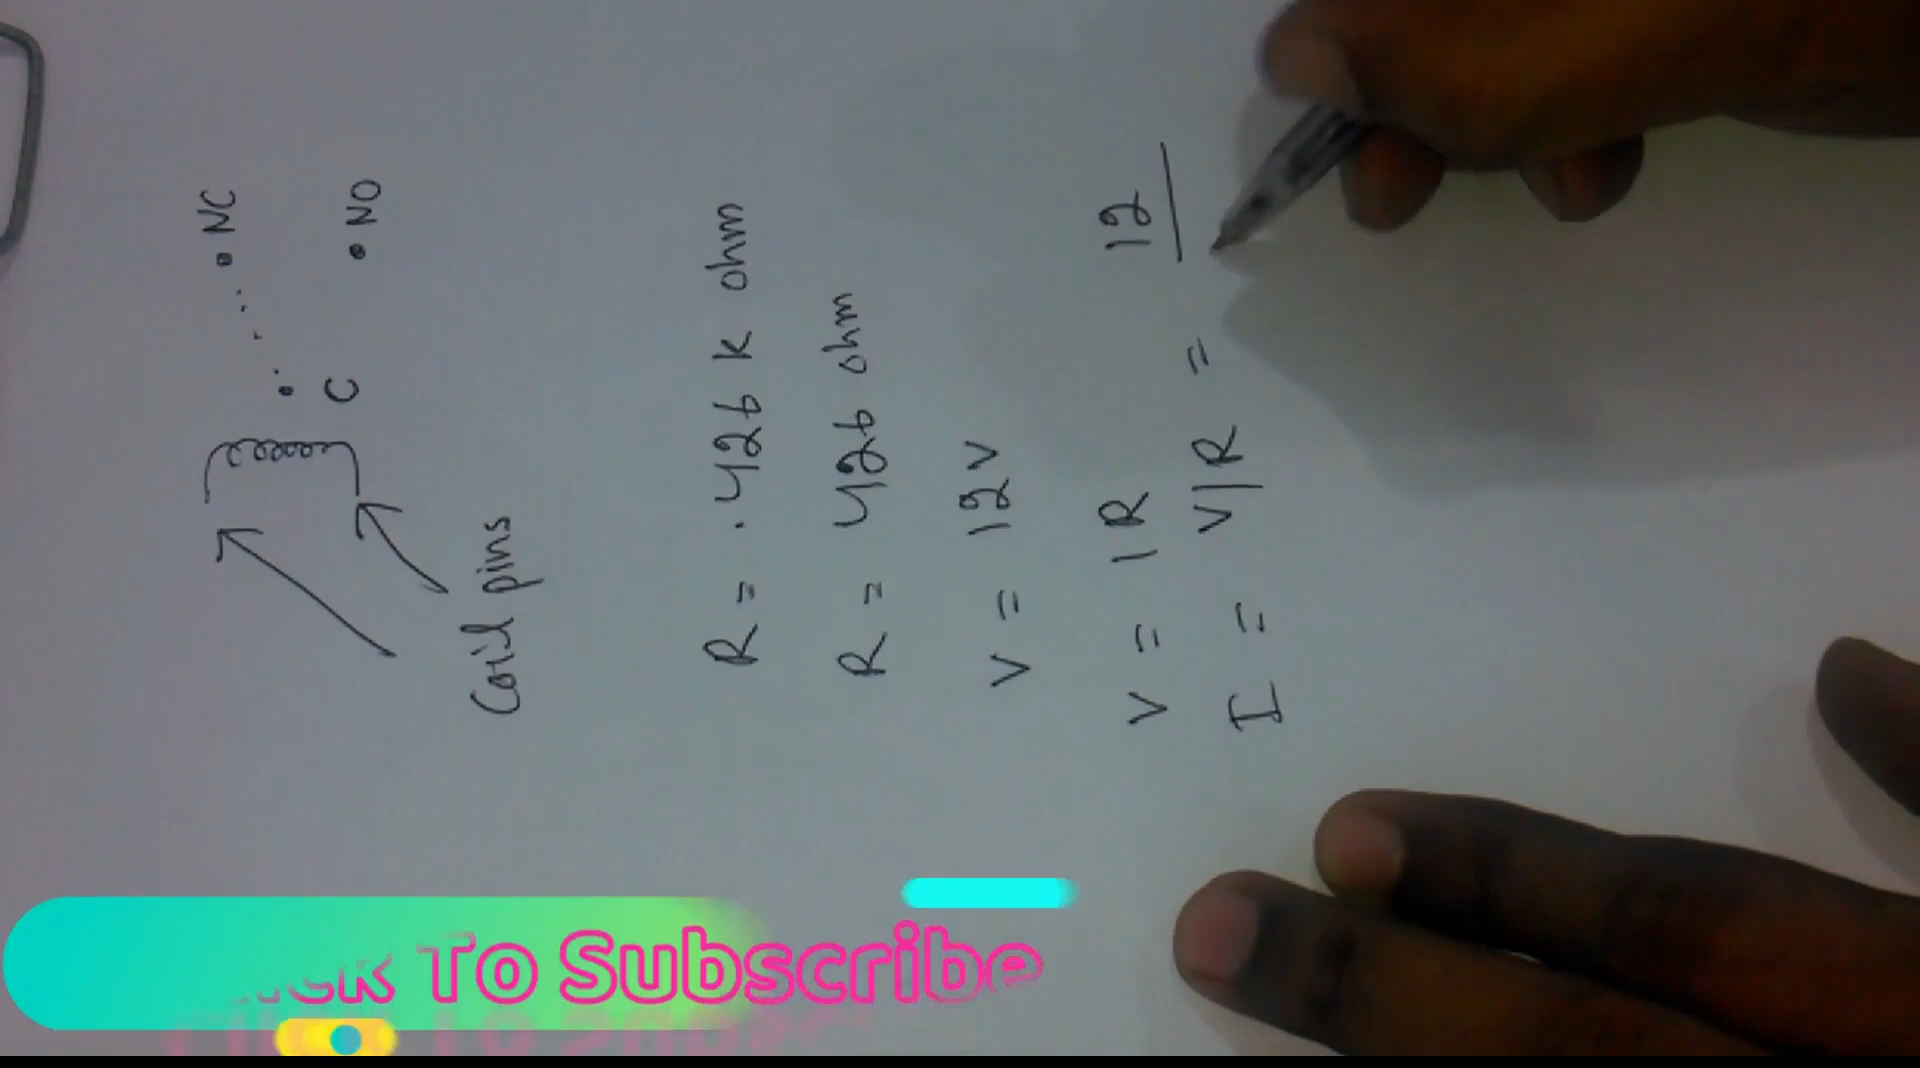 NC
C
NO
Coil pins
R = .426 K ohm
R = 426 ohm
V = 12V
V = IR
I = V/R = 12
To Subscribe